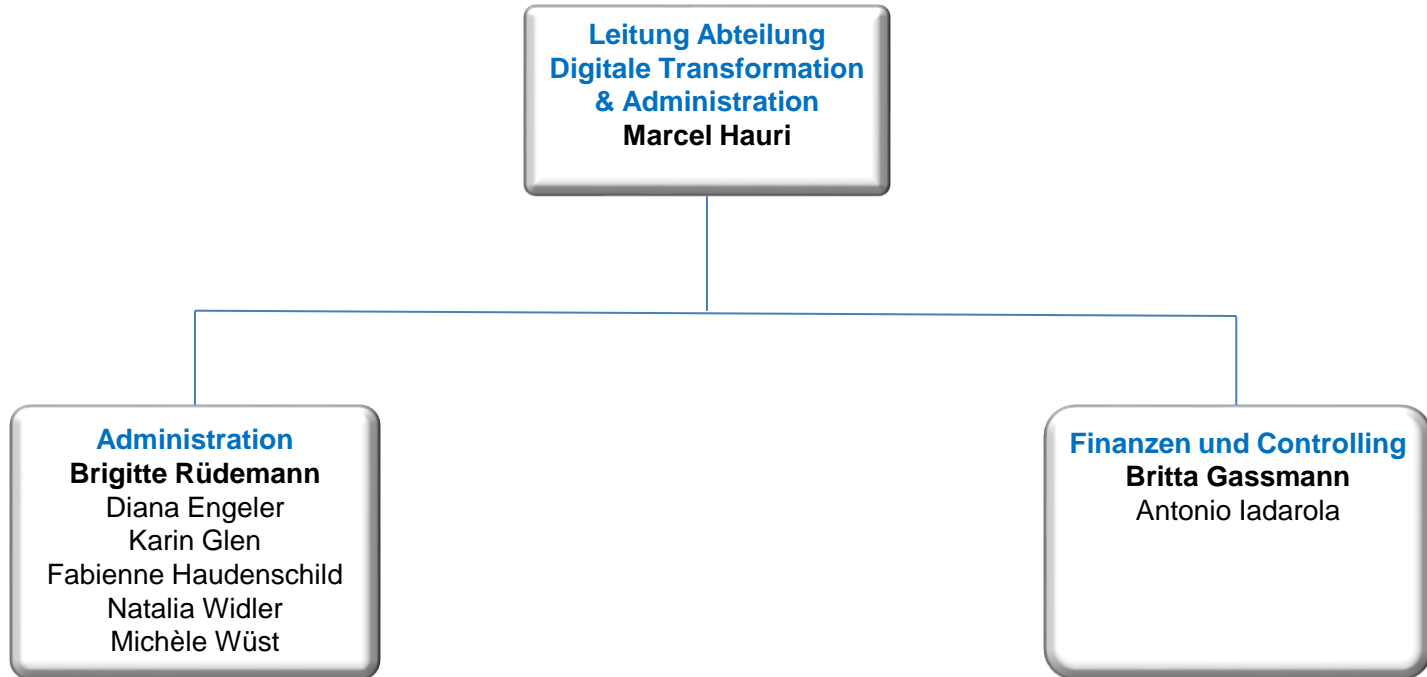 Leitung Abteilung
Digitale Transformation
& Administration
Marcel Hauri
Administration
Brigitte Rüdemann
Diana Engeler
Karin Glen
Fabienne Haudenschild
Natalia Widler
Michèle Wüst
Finanzen und Controlling
Britta Gassmann
Antonio Iadarola